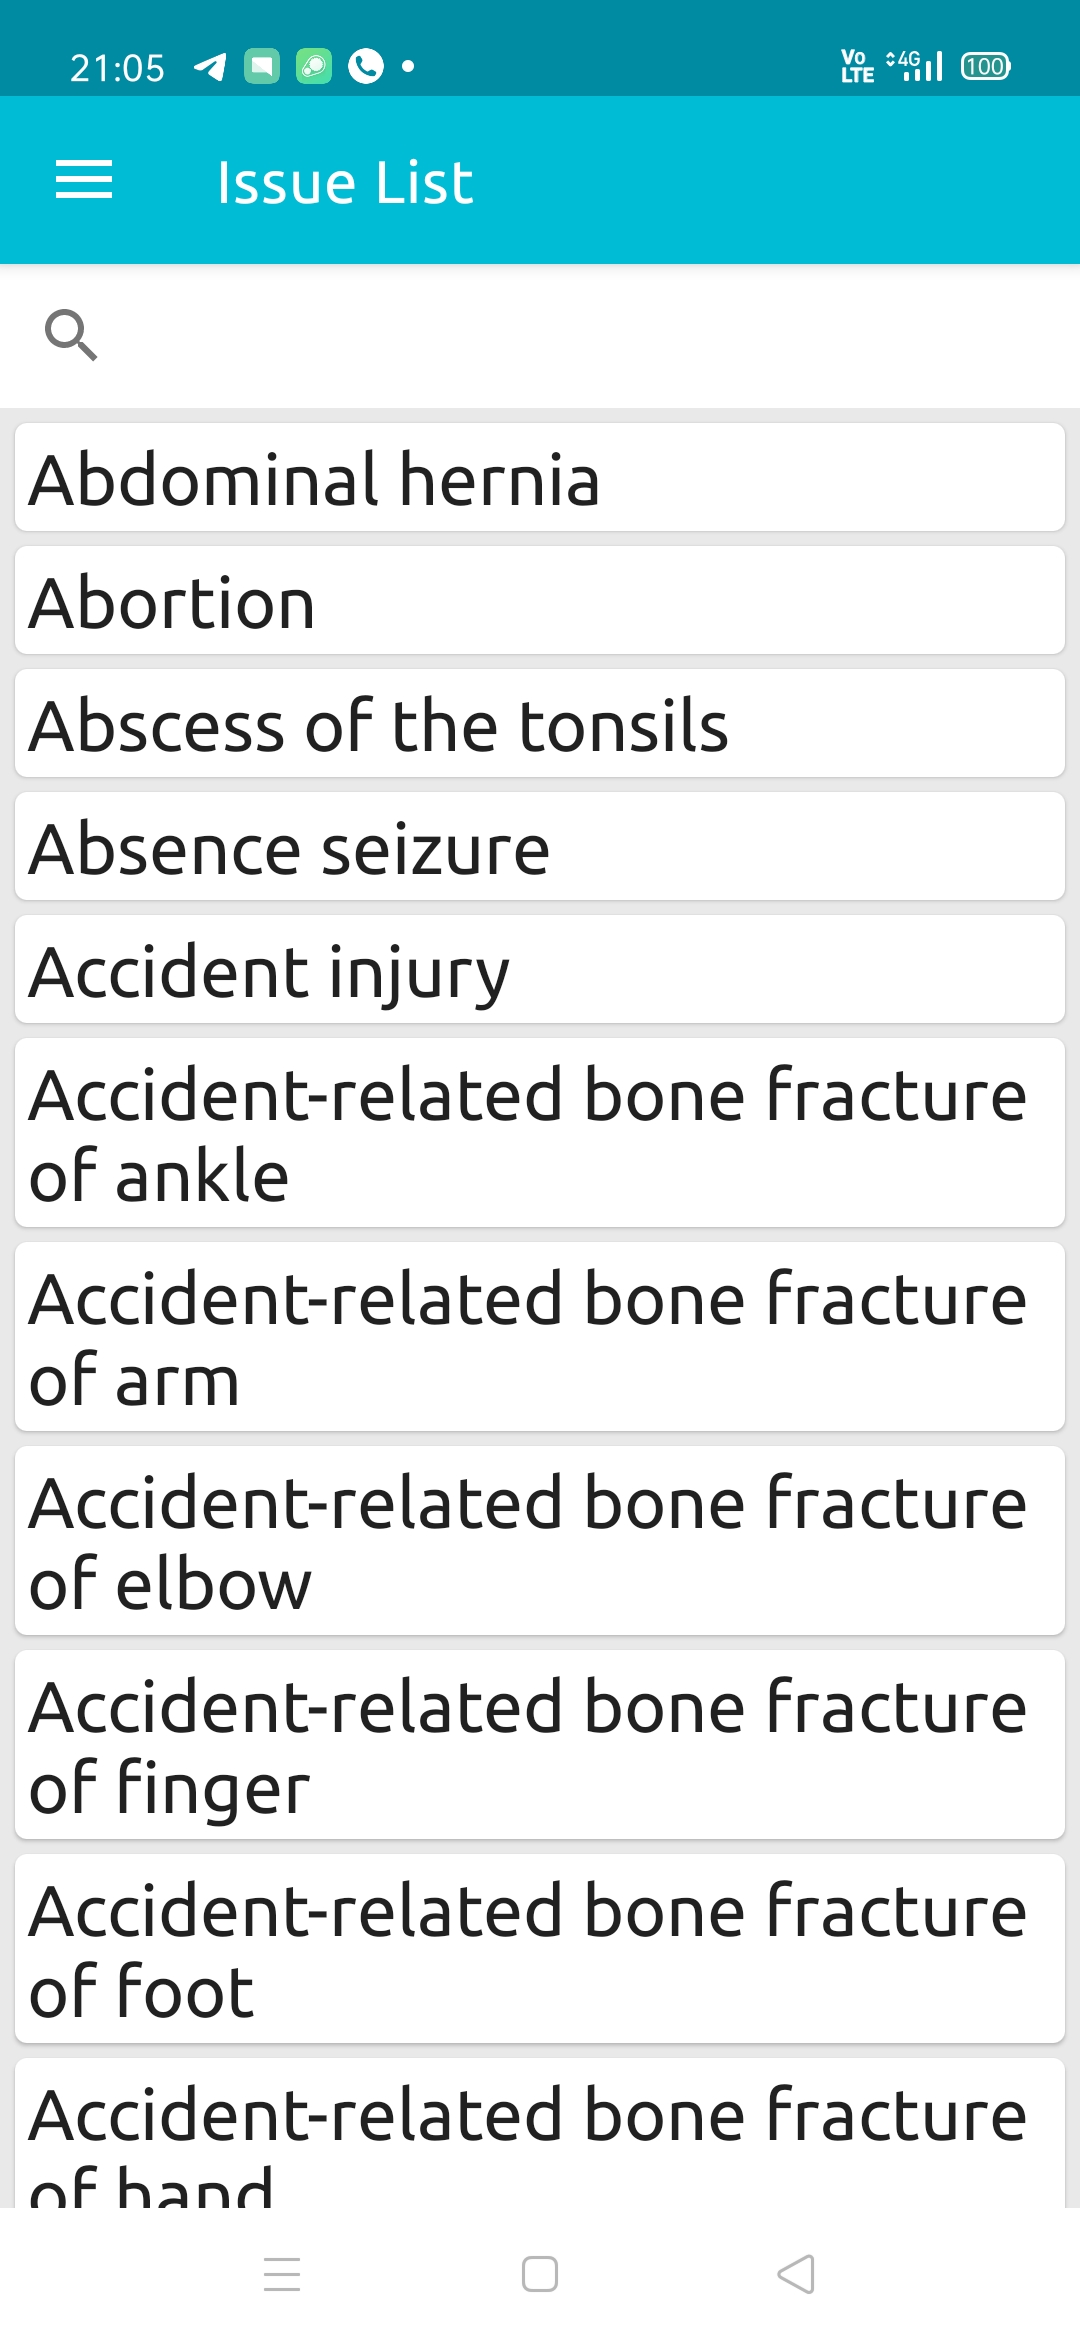 21:05
Vo
LTE
4G
100
Issue List
Abdominal hernia
Abortion
Abscess of the tonsils
Absence seizure
Accident injury
Accident-related bone fracture
of ankle
Accident-related bone fracture
of arm
Accident-related bone fracture
of elbow
Accident-related bone fracture
of finger
Accident-related bone fracture
of foot
Accident-related bone fracture
of hand